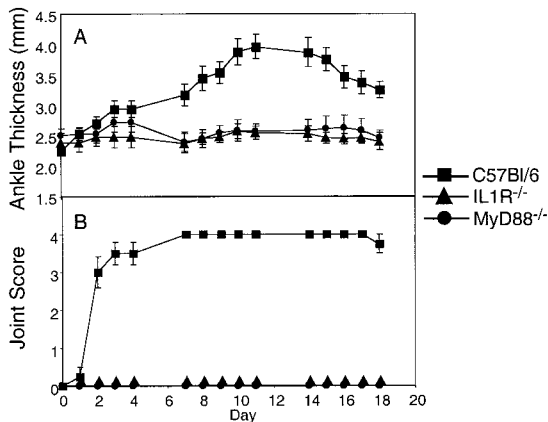 4.5
A
4.0
3.5
3.0
2.5
2.0
1.5
Ankle Thickness (mm)
C57Bl/6
IL1R-/-
MyD88-/-
B
4
3
2
1
0
Joint Score
0 2 4 6 8 10 12 14 16 18 20
Day